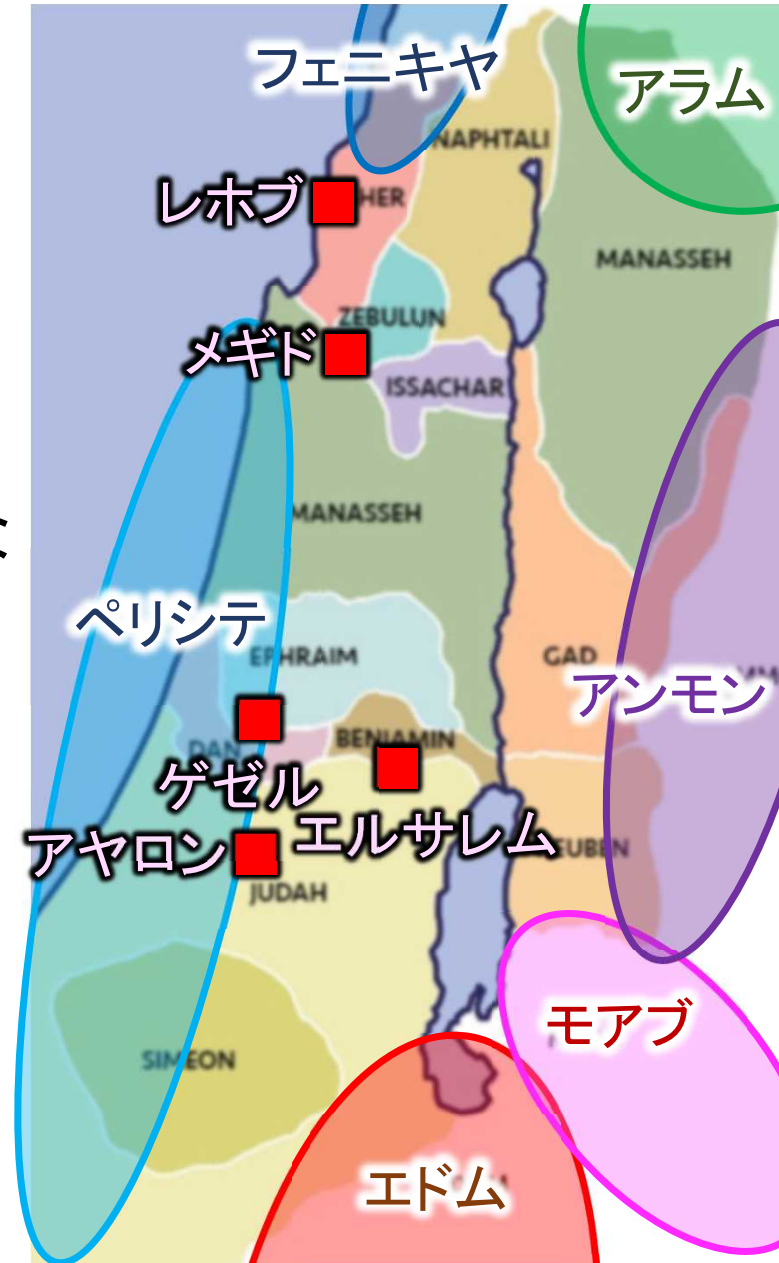 フェニキヤ
アラム
NAPHTALI
レホブ
HER
MANASSEH
ZEBULUN
メギド
ISSACHAR
MANASSEH
ペリシテ
EPHRAIM
GAD
アンモン
BENJAMIN
DAN
ゲゼル
エルサレム
アヤロン
EUBEN
JUDAH
モアブ
SIMEON
エドム